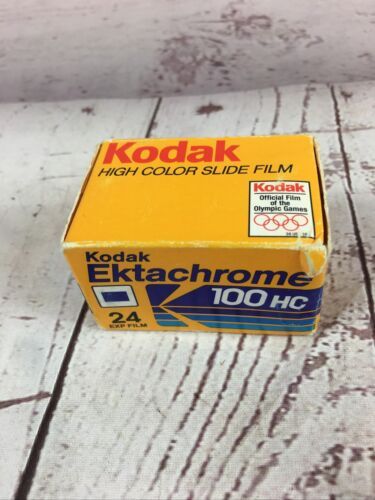 Kodak
HIGH COLOR SLIDE FILM
Kodak
Official Film
of the
Olympic Games
Kodak
Ektachrome
100 HC
24
EXP FILM